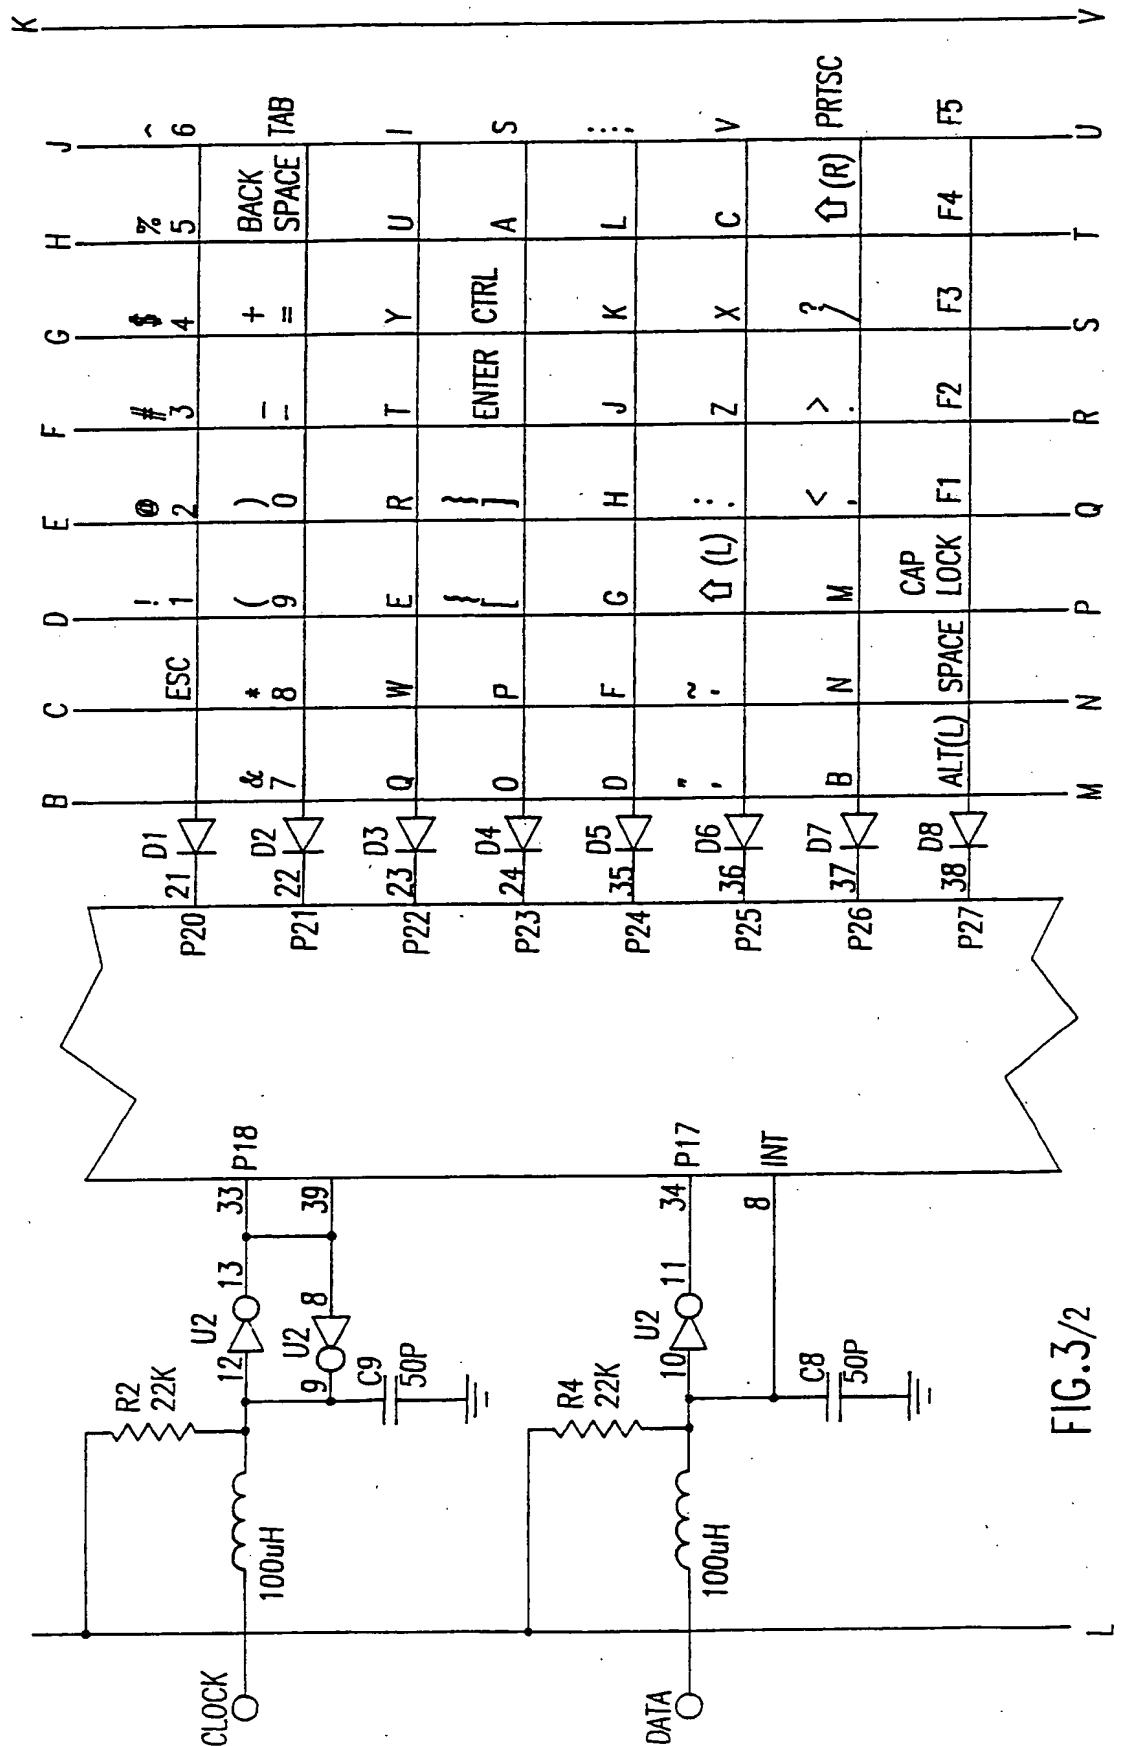 B C D E F G H J K
ESC
! 1
@ 2
# 3
$ 4
% 5
^ 6
R2
22K
D1
21
P20
CLOCK
100uH
12
U2
13
33
P18
& 7
* 8
( 9
) 0
_ -
+ =
BACK SPACE
TAB
D2
22
P21
9
U2
8
39
C9
50P
Q W E R T Y U I
D3
23
P22
O P { [ } ] ENTER CTRL A S
D4
24
P23
R4
22K
D F G H J K L
D5
35
P24
DATA
100uH
10
U2
11
34
P17
⇧(L) : . Z X C V
D6
36
P25
8
INT
C8
50P
B N M < , > . ? / ⇧(R) PRTSC
D7
37
P26
ALT(L) SPACE CAP LOCK F1 F2 F3 F4 F5
D8
38
P27
L M N P Q R S T U V
FIG.3/2